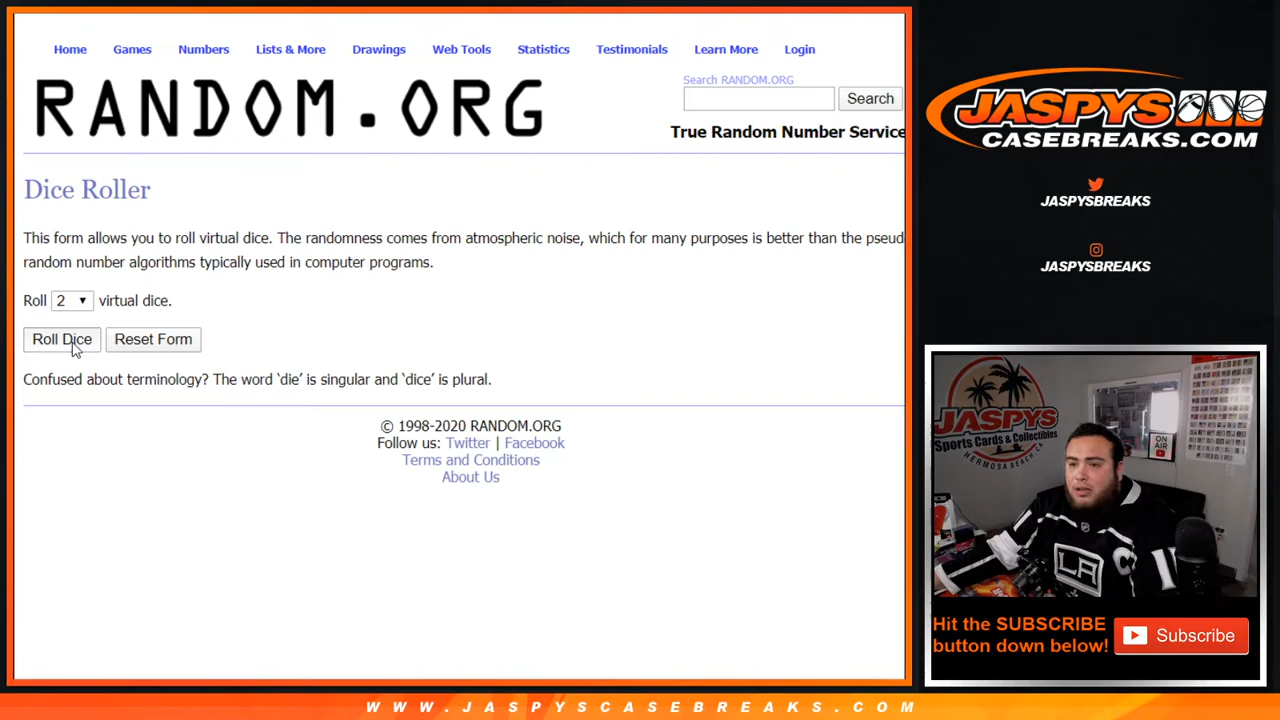 Home Games Numbers Lists & More Drawings Web Tools Statistics Testimonials Learn More Login
RANDOM.ORG
Search RANDOM.ORG
Search
True Random Number Service
Dice Roller
This form allows you to roll virtual dice. The randomness comes from atmospheric noise, which for many purposes is better than the pseud
random number algorithms typically used in computer programs.
Roll 2 virtual dice.
Roll Dice Reset Form
Confused about terminology? The word ‘die’ is singular and ‘dice’ is plural.
© 1998-2020 RANDOM.ORG
Follow us: Twitter | Facebook
Terms and Conditions
About Us
JASPYS
CASEBREAKS.COM
JASPYSBREAKS
JASPYSBREAKS
JASPYS
Sports Cards & Collectibles
HERMOSA BEACH, CA
ON
AIR
LA
C
Hit the SUBSCRIBE
button down below!
Subscribe
WWW.JASPYSCASEBREAKS.COM